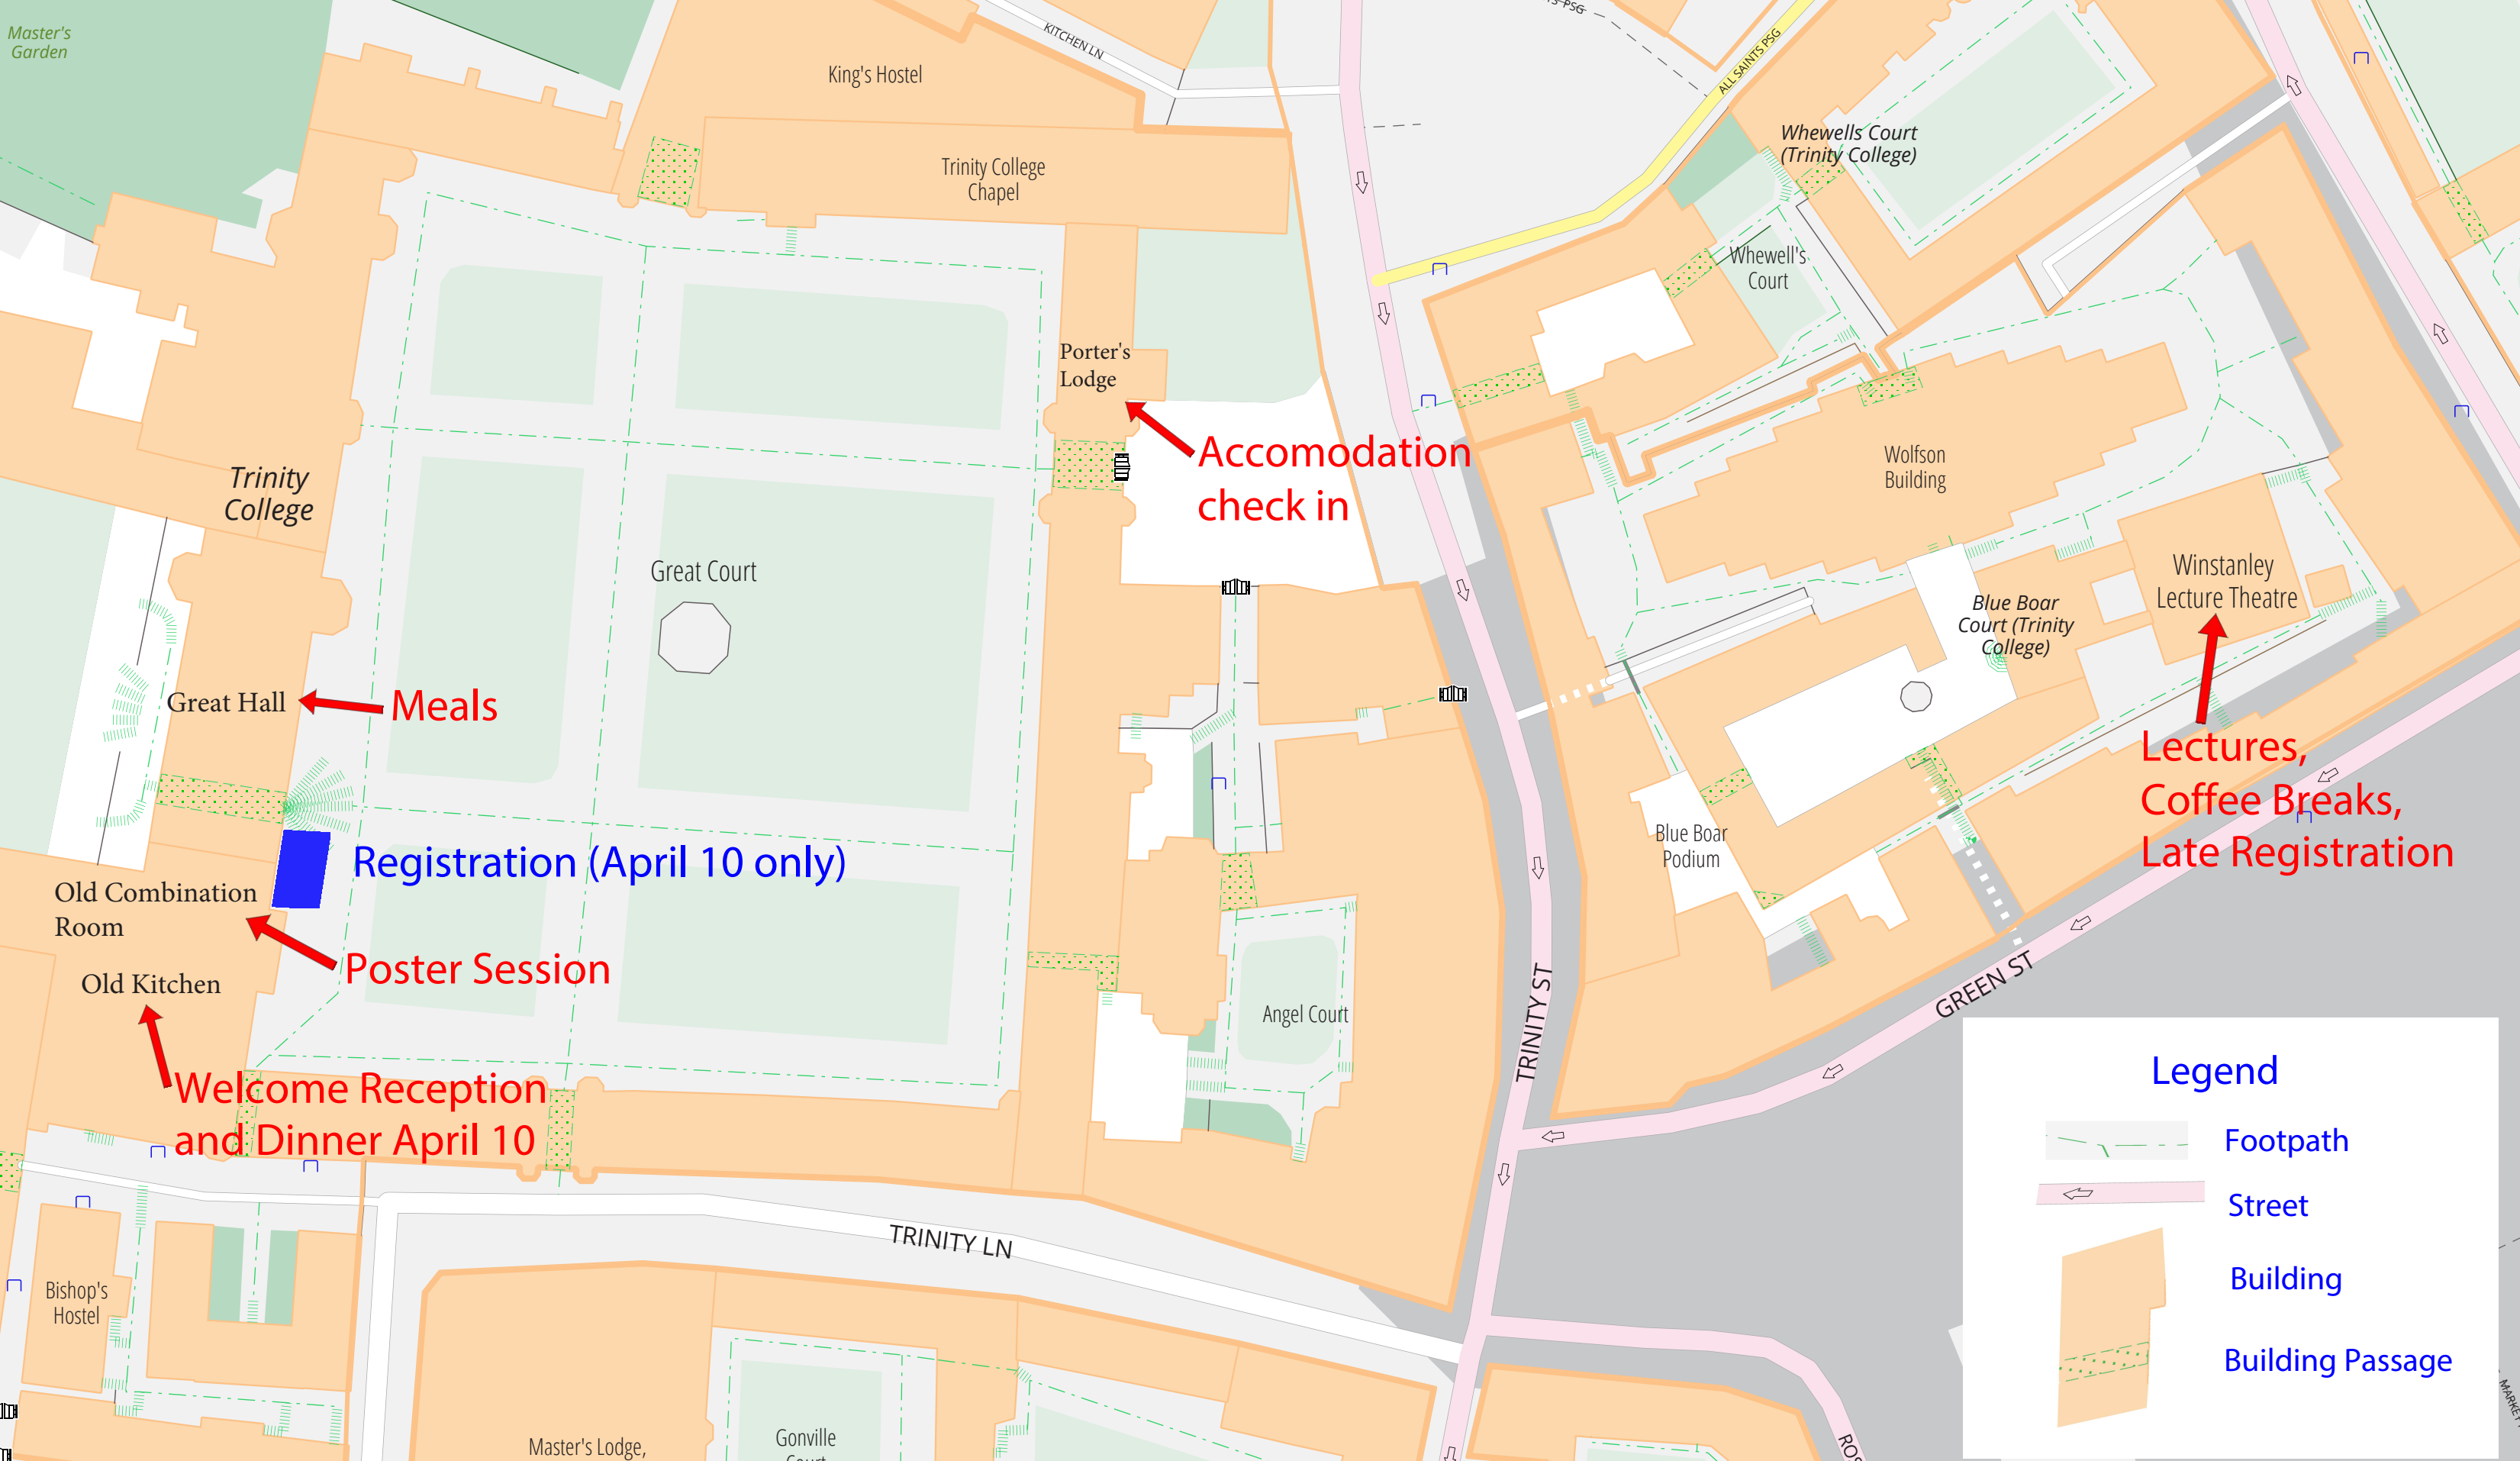 Master's
Garden
KITCHEN LN
King's Hostel
PSG
ALL SAINTS PSG
Trinity College
Chapel
Whewells Court
(Trinity College)
Whewell's
Court
Porter's
Lodge
Accomodation
check in
Trinity
College
Wolfson
Building
Great Court
Winstanley
Lecture Theatre
Blue Boar
Court (Trinity
College)
Great Hall
Meals
Lectures,
Coffee Breaks,
Late Registration
Registration (April 10 only)
Blue Boar
Podium
Old Combination
Room
Poster Session
Old Kitchen
Angel Court
TRINITY ST
GREEN ST
Welcome Reception
and Dinner April 10
Legend
Footpath
Street
Building
Building Passage
TRINITY LN
Bishop's
Hostel
Master's Lodge,
Gonville
Court